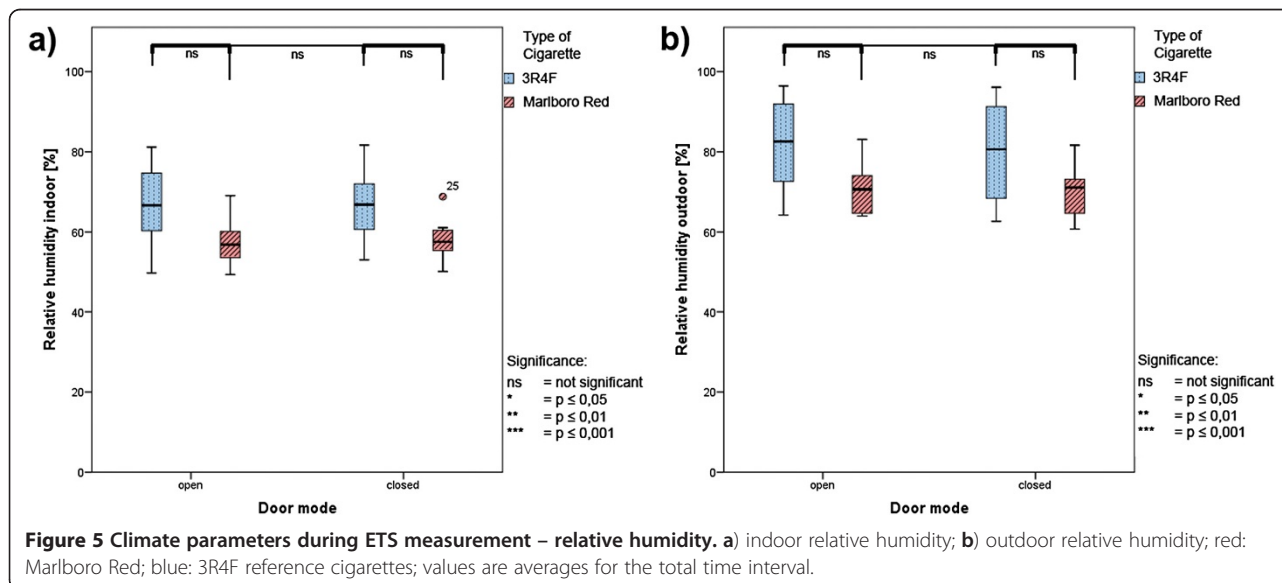 a)
ns
ns
ns
Type of
Cigarette
3R4F
Marlboro Red
100
80
60
40
20
0
25
Relative humidity indoor [%]
open
closed
Door mode
Significance:
ns = not significant
* = p ≤ 0,05
** = p ≤ 0,01
*** = p ≤ 0,001
b)
ns
ns
ns
Type of
Cigarette
3R4F
Marlboro Red
100
80
60
40
20
0
Relative humidity outdoor [%]
open
closed
Door mode
Significance:
ns = not significant
* = p ≤ 0,05
** = p ≤ 0,01
*** = p ≤ 0,001
Figure 5 Climate parameters during ETS measurement – relative humidity. a) indoor relative humidity; b) outdoor relative humidity; red:
Marlboro Red; blue: 3R4F reference cigarettes; values are averages for the total time interval.